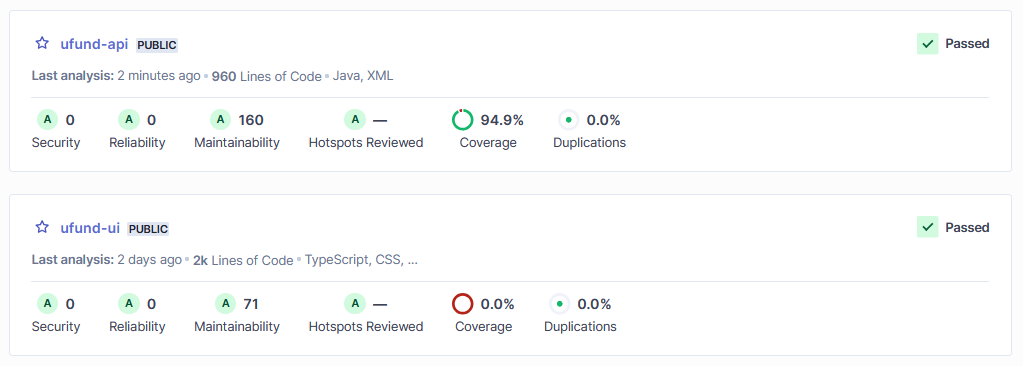 ufund-api PUBLIC Passed
Last analysis: 2 minutes ago 960 Lines of Code Java, XML
A 0 A 0 A 160 A — 94.9% 0.0%
Security Reliability Maintainability Hotspots Reviewed Coverage Duplications
ufund-ui PUBLIC Passed
Last analysis: 2 days ago 2k Lines of Code TypeScript, CSS, ...
A 0 A 0 A 71 A — 0.0% 0.0%
Security Reliability Maintainability Hotspots Reviewed Coverage Duplications